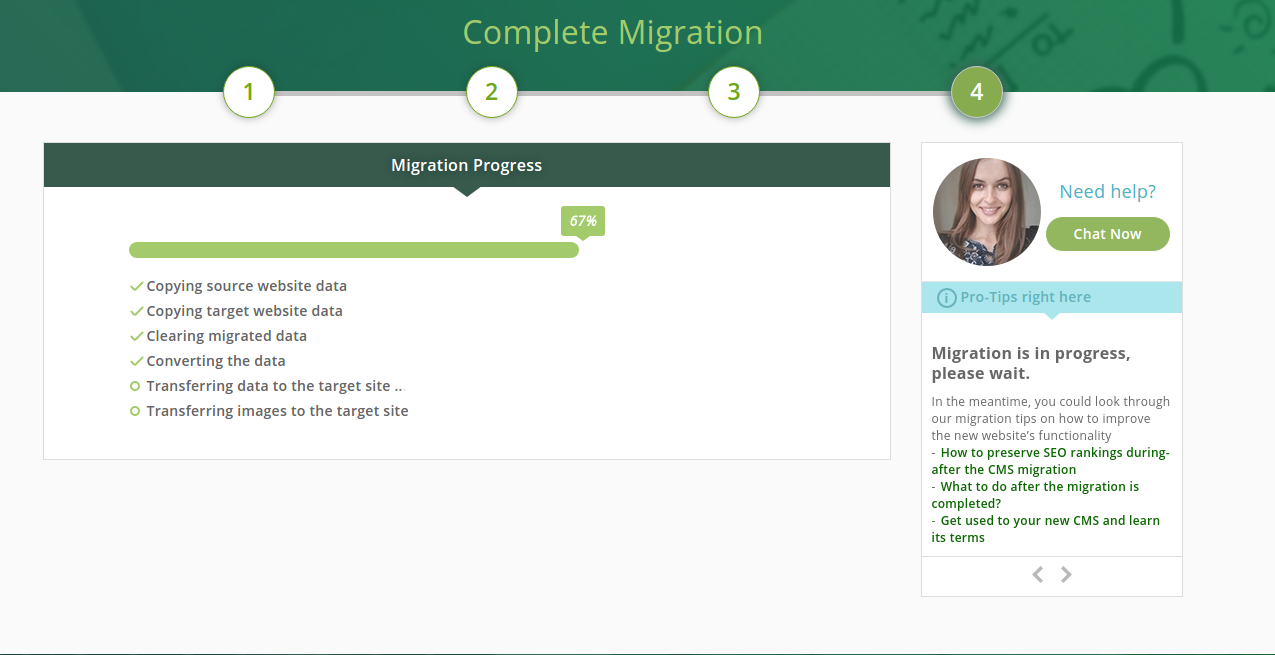 Complete Migration
1
2
3
4
Migration Progress
67%
Copying source website data
Copying target website data
Clearing migrated data
Converting the data
Transferring data to the target site ..
Transferring images to the target site
Need help?
Chat Now
Pro-Tips right here
Migration is in progress,
please wait.
In the meantime, you could look through
our migration tips on how to improve
the new website's functionality
- How to preserve SEO rankings during-
after the CMS migration
- What to do after the migration is
completed?
- Get used to your new CMS and learn
its terms